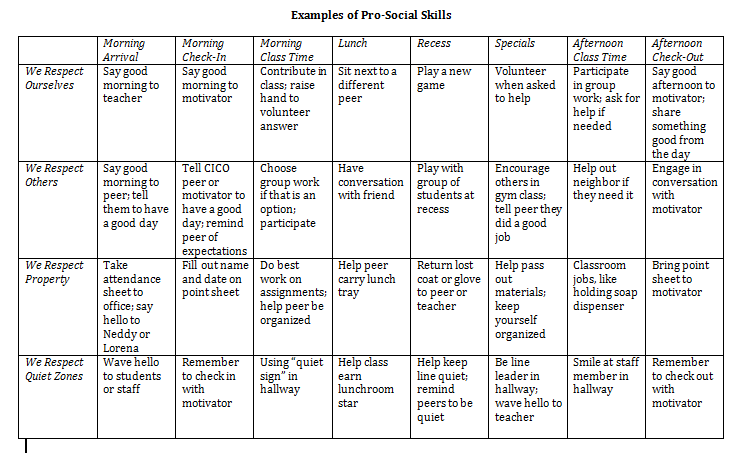 Examples of Pro-Social Skills
Morning
Arrival
Morning
Check-In
Morning
Class Time
Lunch
Recess
Specials
Afternoon
Class Time
Afternoon
Check-Out
We Respect
Ourselves
Say good
morning to
teacher
Say good
morning to
motivator
Contribute in
class; raise
hand to
volunteer
answer
Sit next to a
different
peer
Play a new
game
Volunteer
when asked
to help
Participate
in group
work; ask for
help if
needed
Say good
afternoon to
motivator;
share
something
good from
the day
We Respect
Others
Say good
morning to
peer; tell
them to have
a good day
Tell CICO
peer or
motivator to
have a good
day; remind
peer of
expectations
Choose
group work
if that is an
option;
participate
Have
conversation
with friend
Play with
group of
students at
recess
Encourage
others in
gym class;
tell peer they
did a good
job
Help out
neighbor if
they need it
Engage in
conversation
with
motivator
We Respect
Property
Take
attendance
sheet to
office; say
hello to
Neddy or
Lorena
Fill out name
and date on
point sheet
Do best
work on
assignments;
help peer be
organized
Help peer
carry lunch
tray
Return lost
coat or glove
to peer or
teacher
Help pass
out
materials;
keep
yourself
organized
Classroom
jobs, like
holding soap
dispenser
Bring point
sheet to
motivator
We Respect
Quiet Zones
Wave hello
to students
or staff
Remember
to check in
with
motivator
Using "quiet
sign" in
hallway
Help class
earn
lunchroom
star
Help keep
line quiet;
remind
peers to be
quiet
Be line
leader in
hallway;
wave hello to
teacher
Smile at staff
member in
hallway
Remember
to check out
with
motivator